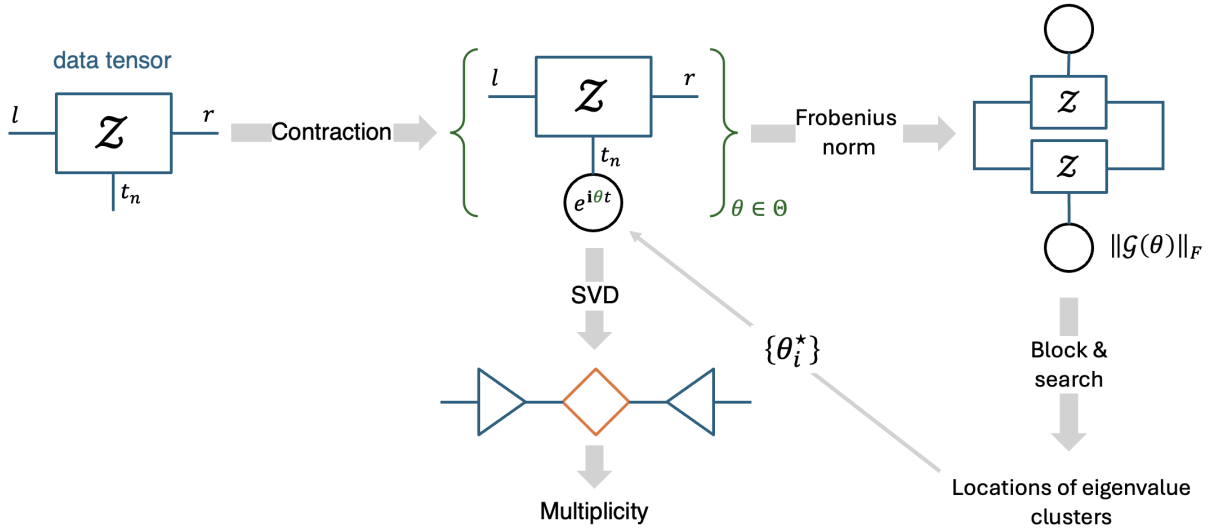 data tensor
l
𝒵
r
t_n
Contraction
l
𝒵
r
t_n
e^{iθt}
θ ∈ Θ
Frobenius
norm
𝒵
𝒵
‖𝒢(θ)‖_F
SVD
{θ_i^⋆}
Block &
search
Multiplicity
Locations of eigenvalue
clusters